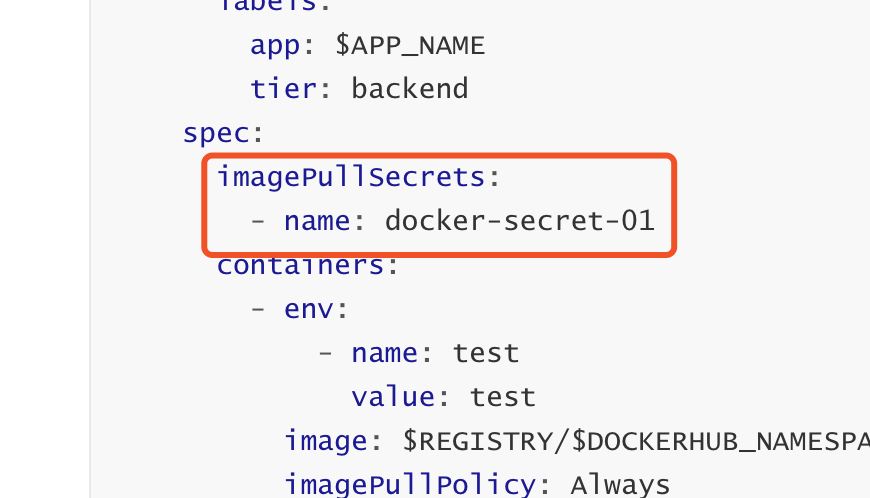 labels:
app: $APP_NAME
tier: backend
spec:
imagePullSecrets:
- name: docker-secret-01
containers:
- env:
- name: test
value: test
image: $REGISTRY/$DOCKERHUB_NAMESPA
imagePullPolicy: Always